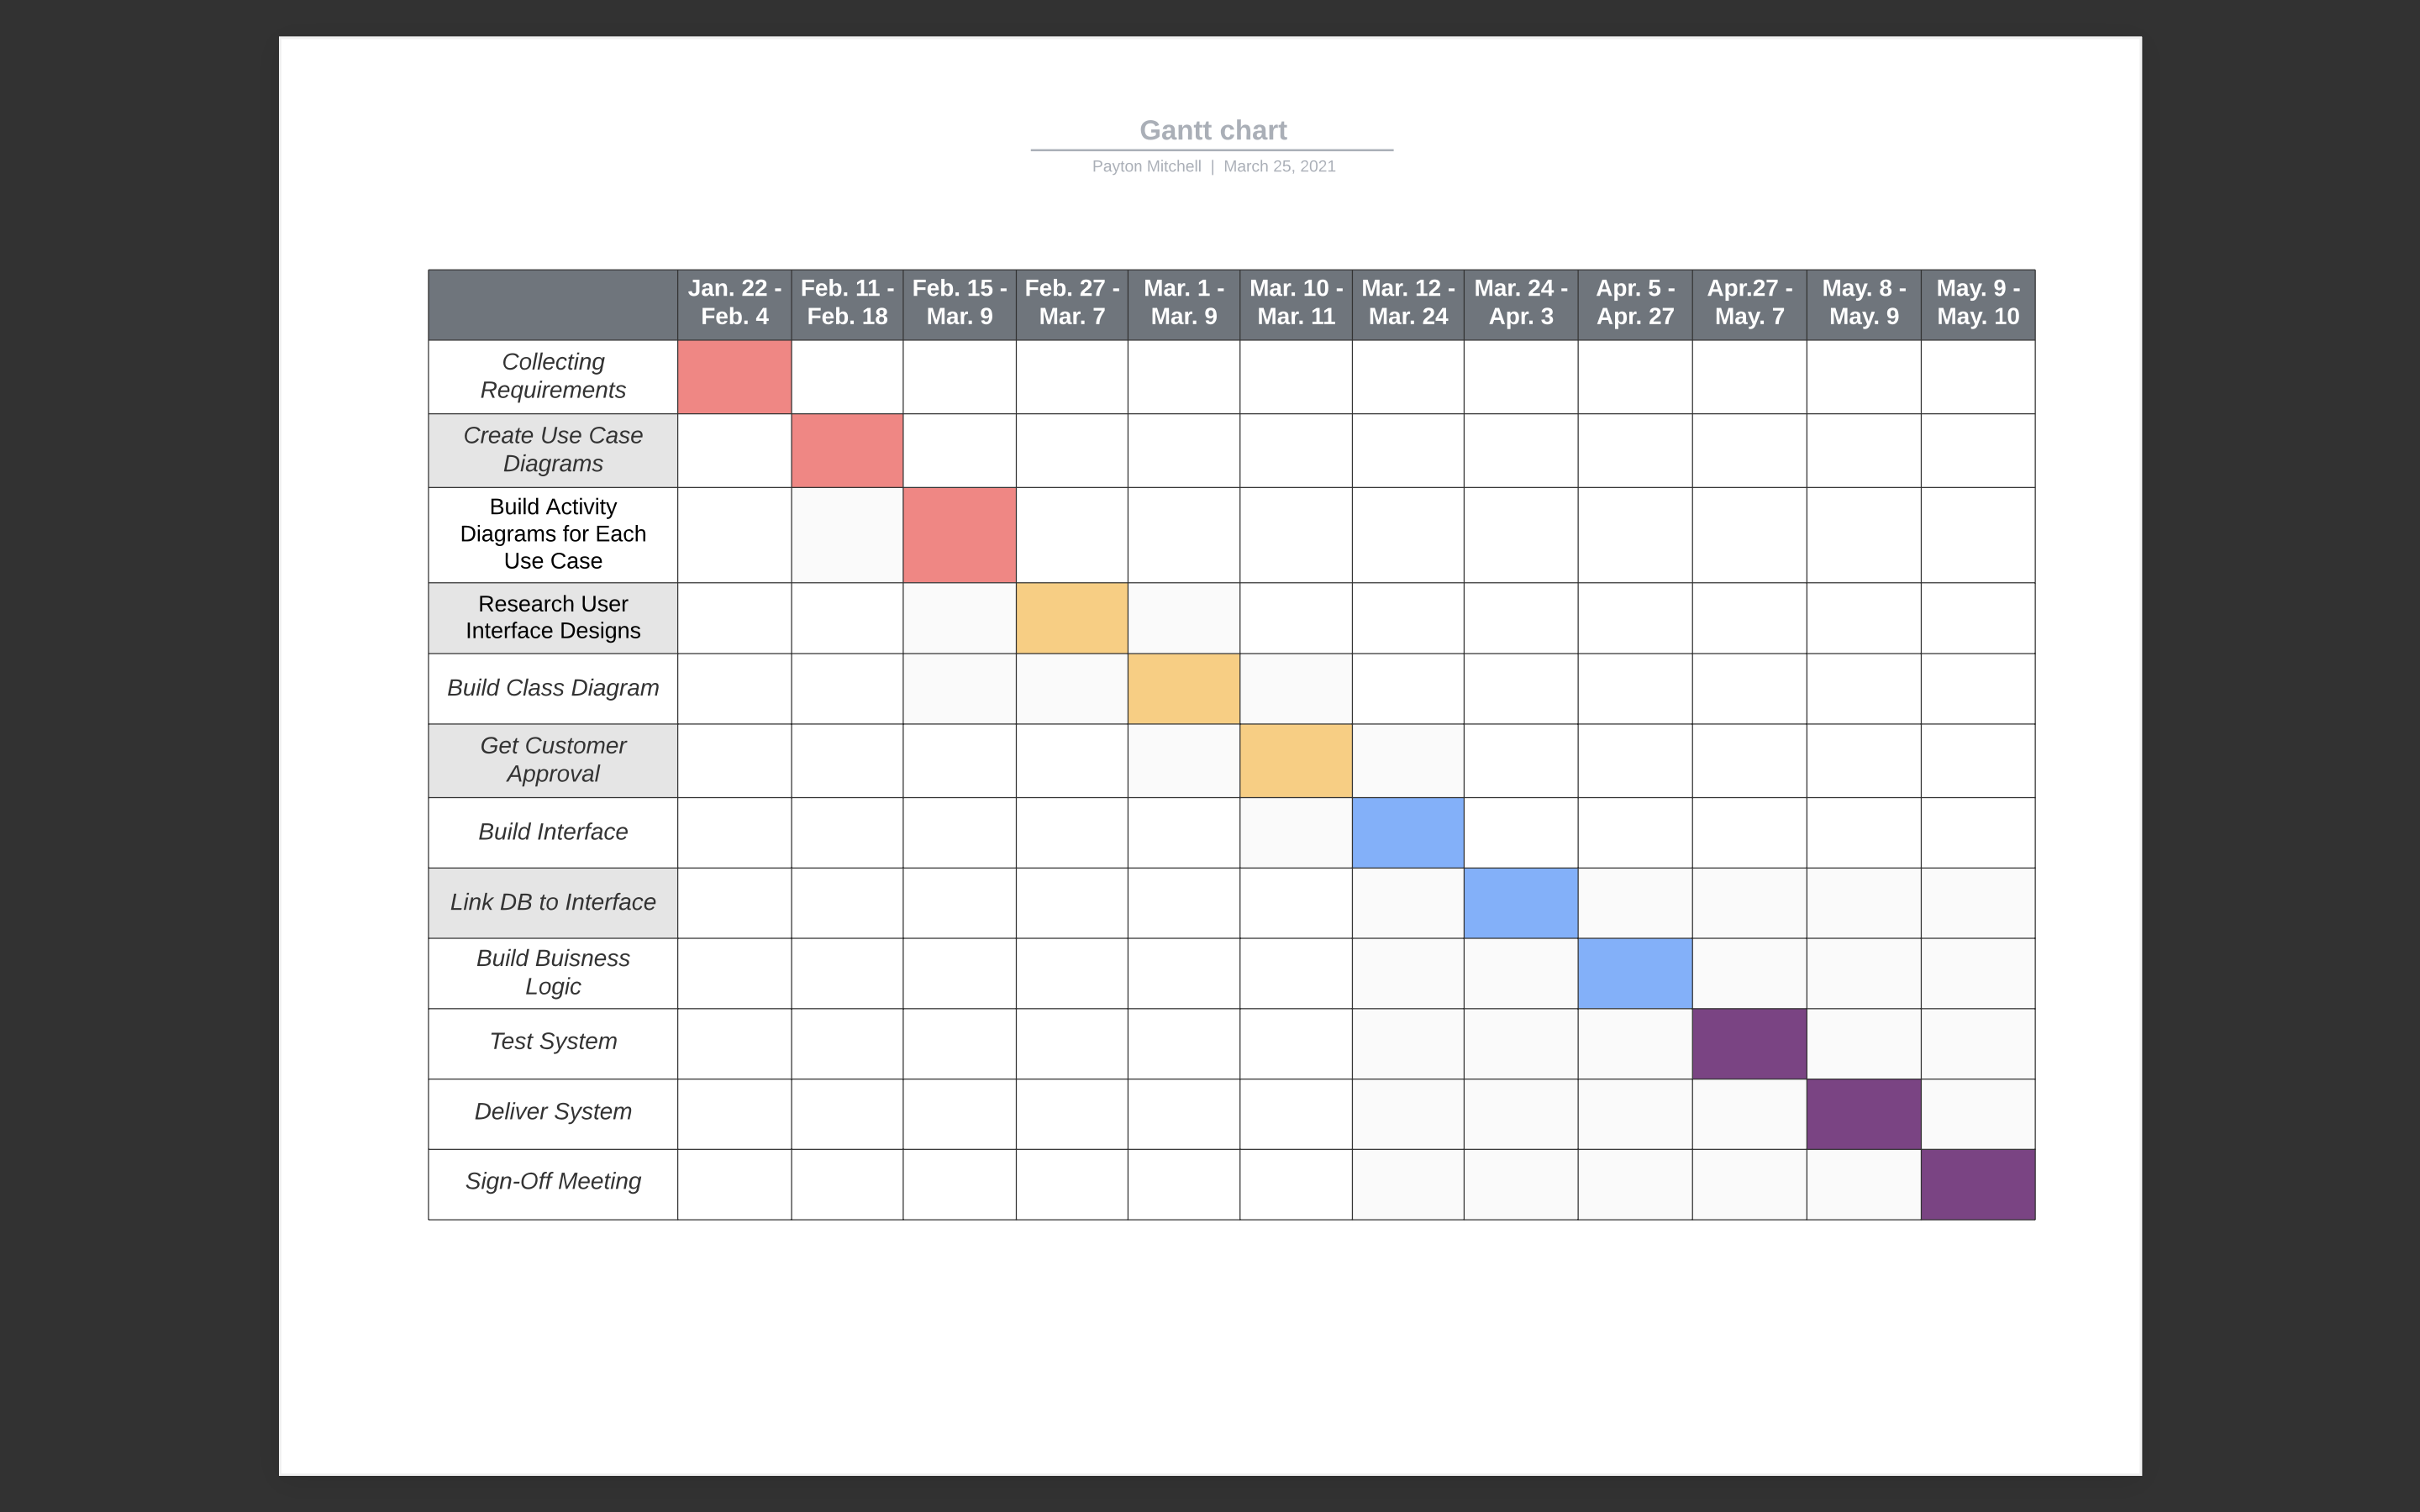 Gantt chart
Payton Mitchell | March 25, 2021
Jan. 22 -
Feb. 4
Feb. 11 -
Feb. 18
Feb. 15 -
Mar. 9
Feb. 27 -
Mar. 7
Mar. 1 -
Mar. 9
Mar. 10 -
Mar. 11
Mar. 12 -
Mar. 24
Mar. 24 -
Apr. 3
Apr. 5 -
Apr. 27
Apr.27 -
May. 7
May. 8 -
May. 9
May. 9 -
May. 10
Collecting
Requirements
Create Use Case
Diagrams
Build Activity
Diagrams for Each
Use Case
Research User
Interface Designs
Build Class Diagram
Get Customer
Approval
Build Interface
Link DB to Interface
Build Buisness
Logic
Test System
Deliver System
Sign-Off Meeting